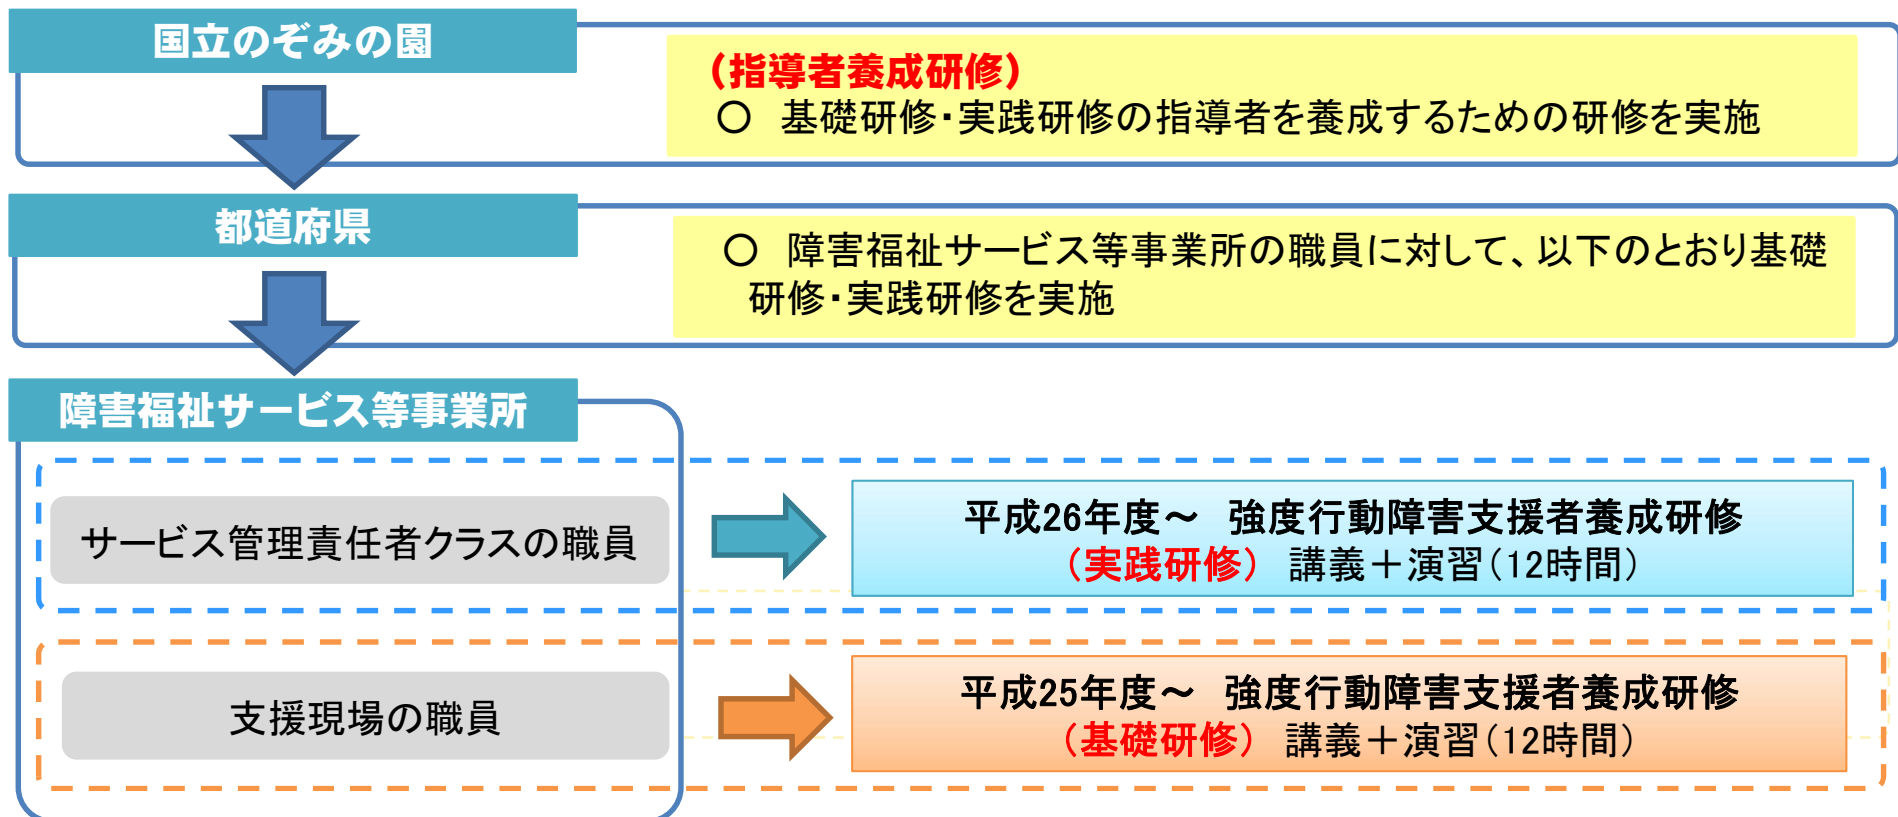 国立のぞみの園
(指導者養成研修)
○　基礎研修・実践研修の指導者を養成するための研修を実施
都道府県
○　障害福祉サービス等事業所の職員に対して、以下のとおり基礎
研修・実践研修を実施
障害福祉サービス等事業所
サービス管理責任者クラスの職員
平成26年度～　強度行動障害支援者養成研修
（実践研修）講義＋演習（12時間）
支援現場の職員
平成25年度～　強度行動障害支援者養成研修
（基礎研修）講義＋演習（12時間）